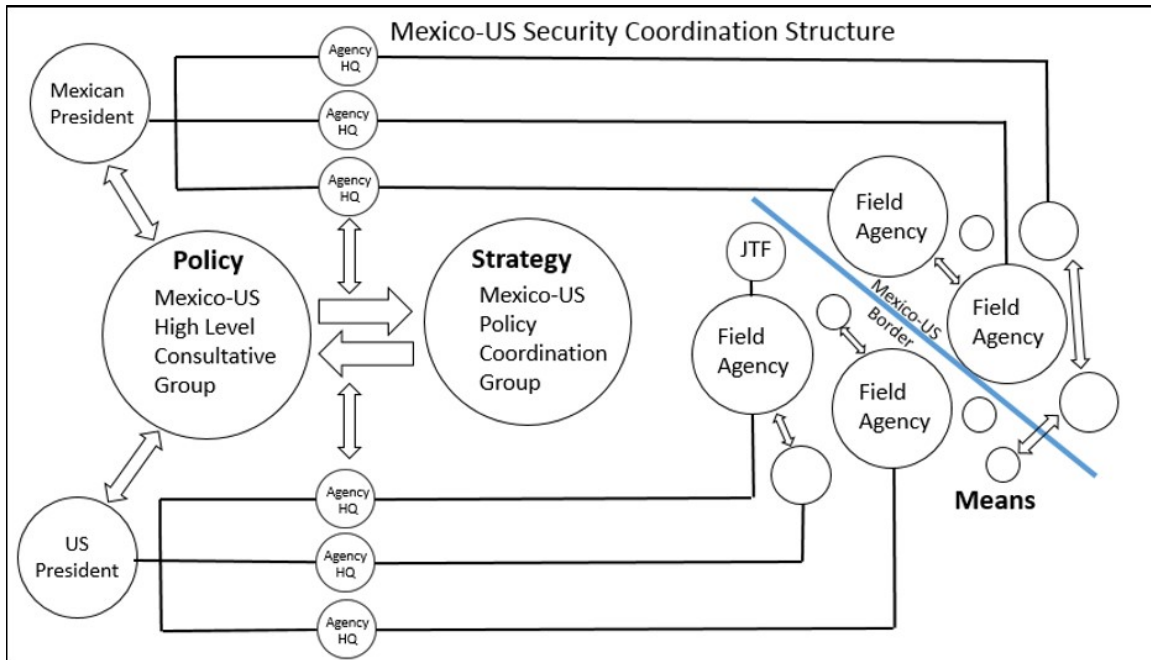 Mexico-US Security Coordination Structure
Agency
HQ
Mexican
President
Agency
HQ
Agency
HQ
Field
Agency
JTF
Policy
Mexico-US
High Level
Consultative
Group
Strategy
Mexico-US
Policy
Coordination
Group
Mexico-US
Border
Field
Agency
Field
Agency
Field
Agency
Means
Agency
HQ
US
President
Agency
HQ
Agency
HQ